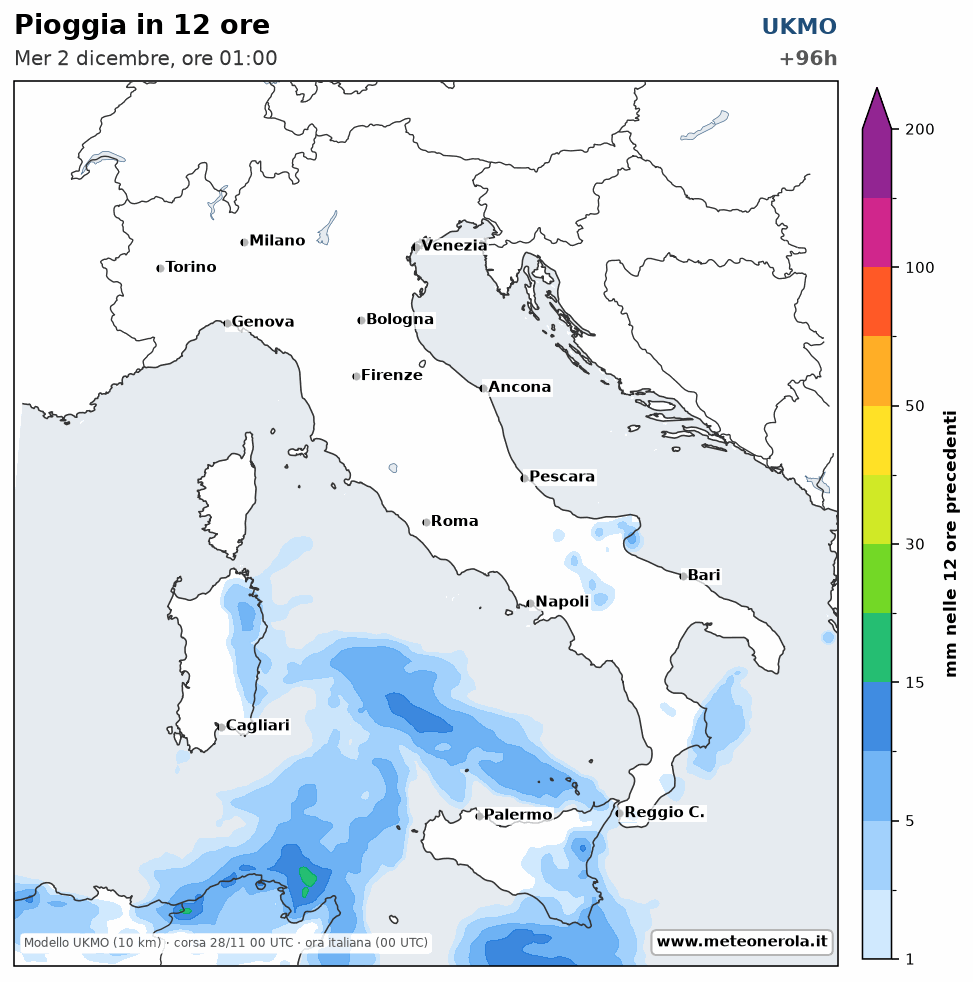 Pioggia in 12 ore
UKMO
Mer 2 dicembre, ore 01:00
+96h
200
Milano
Venezia
Torino
100
Genova
Bologna
Firenze
Ancona
50
Pescara
Roma
30
Bari
Napoli
mm nelle 12 ore precedenti
15
Cagliari
Palermo
Reggio C.
5
Modello UKMO (10 km) · corsa 28/11 00 UTC · ora italiana (00 UTC)
www.meteonerola.it
1